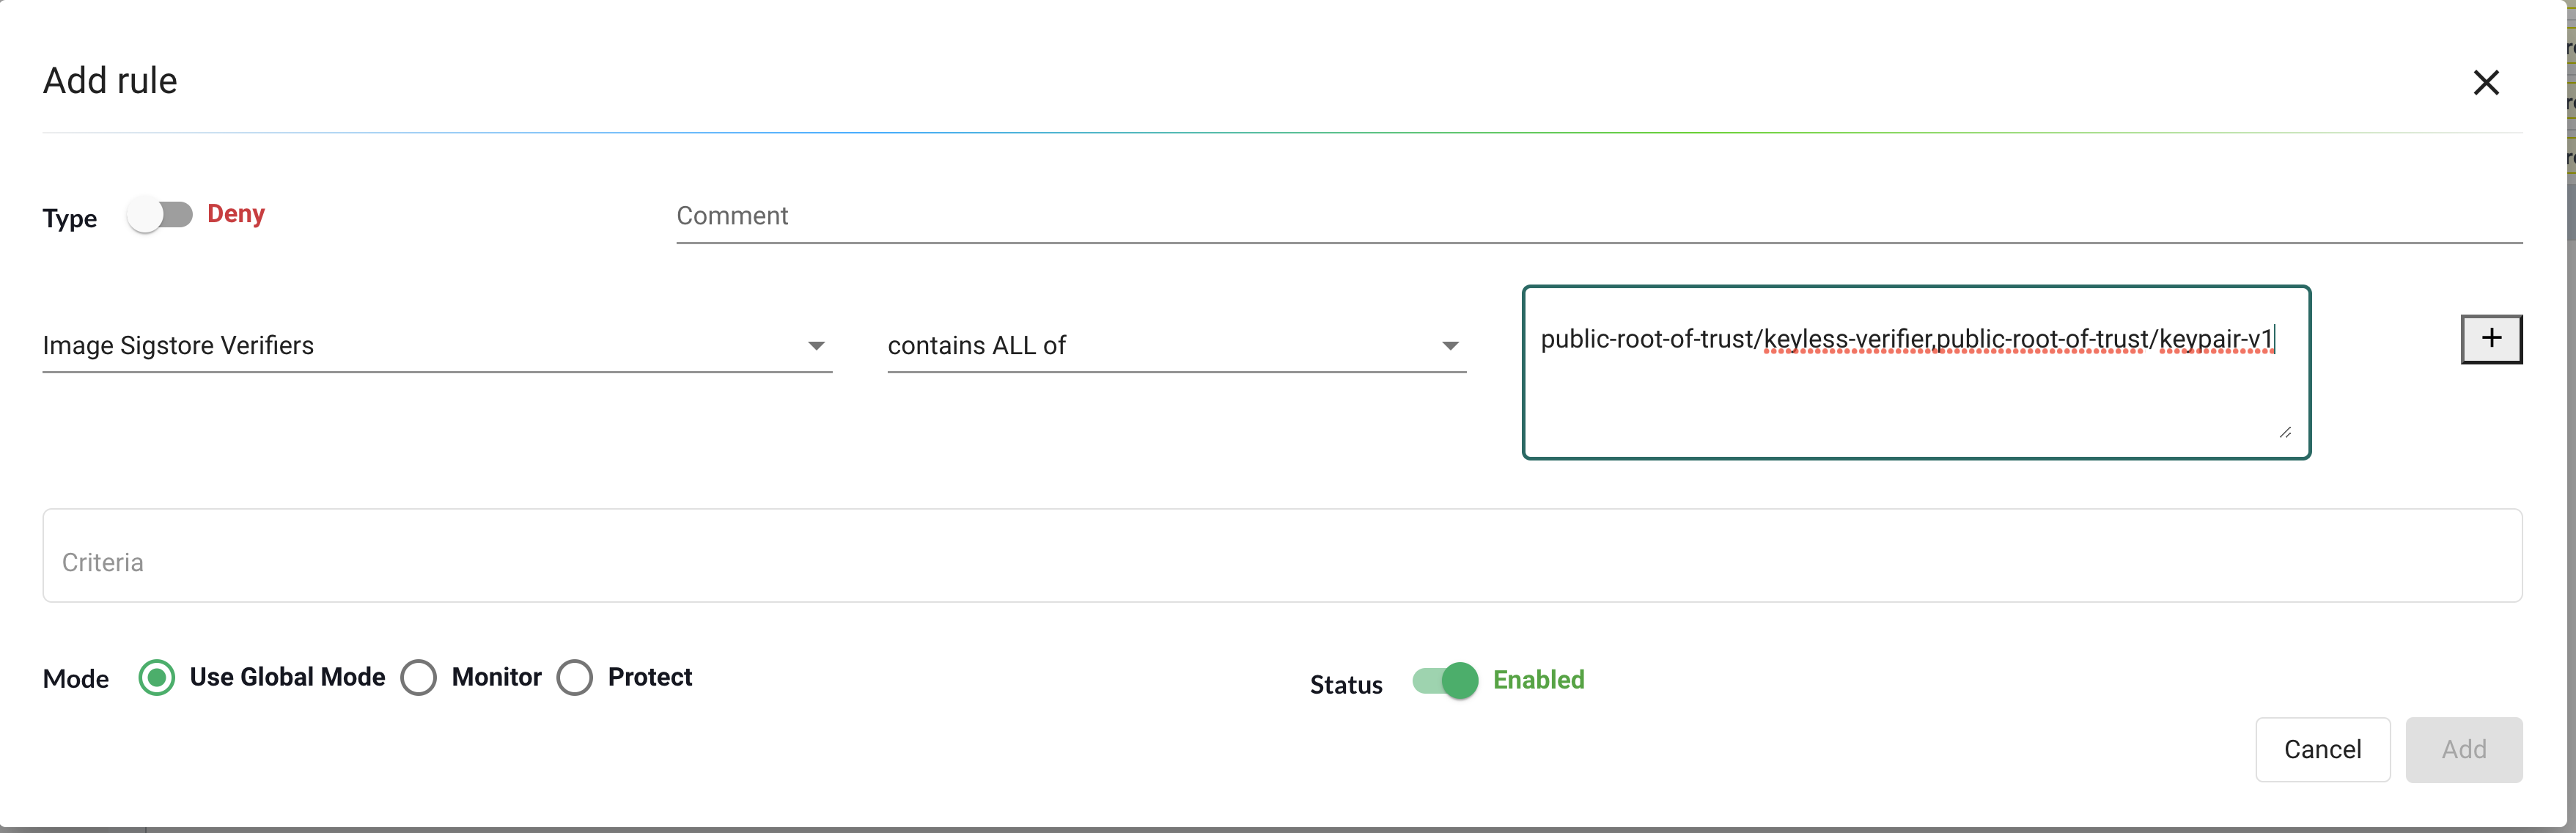 Add rule
Type Deny Comment
Image Sigstore Verifiers contains ALL of public-root-of-trust/keyless-verifier,public-root-of-trust/keypair-v1 +
Criteria
Mode Use Global Mode Monitor Protect Status Enabled
Cancel Add